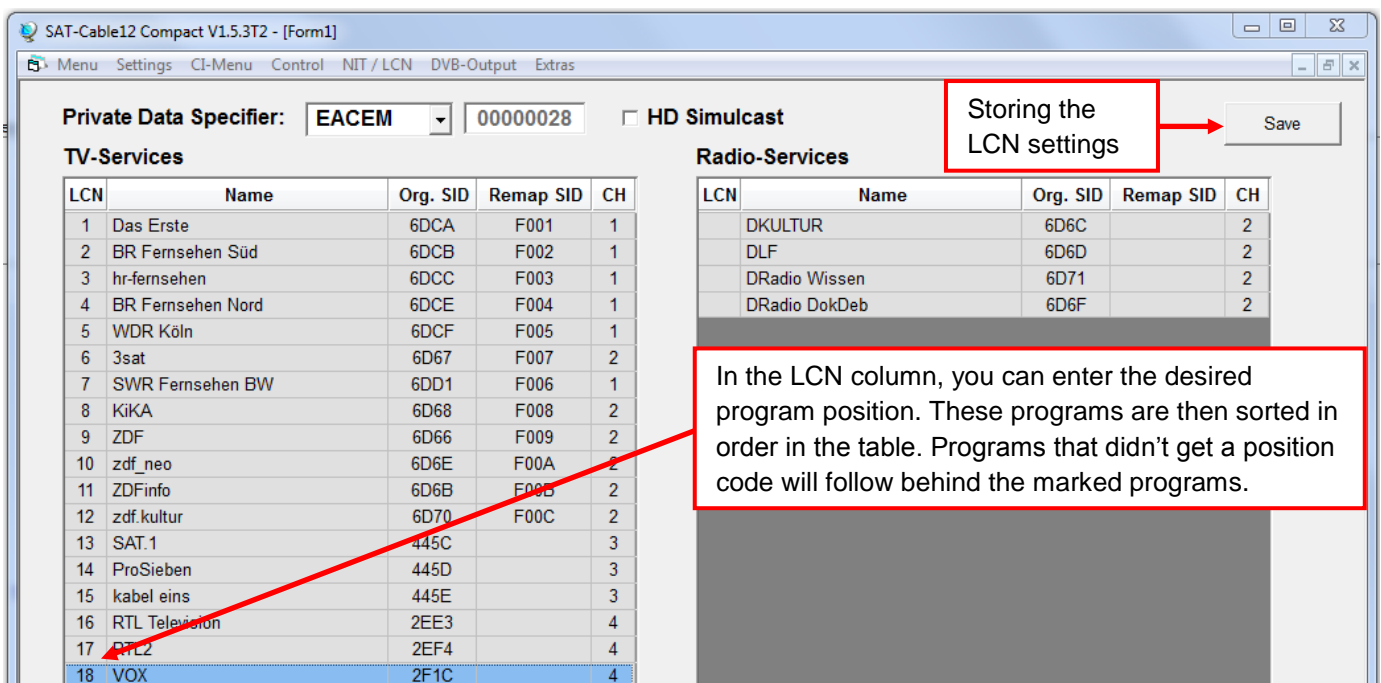 SAT-Cable12 Compact V1.5.3T2 - [Form1]
Menu Settings CI-Menu Control NIT / LCN DVB-Output Extras
Private Data Specifier: EACEM 00000028 HD Simulcast
Storing the
LCN settings
Save
TV-Services
LCN Name Org. SID Remap SID CH
1 Das Erste 6DCA F001 1
2 BR Fernsehen Süd 6DCB F002 1
3 hr-fernsehen 6DCC F003 1
4 BR Fernsehen Nord 6DCE F004 1
5 WDR Köln 6DCF F005 1
6 3sat 6D67 F007 2
7 SWR Fernsehen BW 6DD1 F006 1
8 KiKA 6D68 F008 2
9 ZDF 6D66 F009 2
10 zdf_neo 6D6E F00A 2
11 ZDFinfo 6D6B F00B 2
12 zdf.kultur 6D70 F00C 2
13 SAT.1 445C 3
14 ProSieben 445D 3
15 kabel eins 445E 3
16 RTL Television 2EE3 4
17 RTL2 2EF4 4
18 VOX 2F1C 4
Radio-Services
LCN Name Org. SID Remap SID CH
DKULTUR 6D6C 2
DLF 6D6D 2
DRadio Wissen 6D71 2
DRadio DokDeb 6D6F 2
In the LCN column, you can enter the desired
program position. These programs are then sorted in
order in the table. Programs that didn’t get a position
code will follow behind the marked programs.